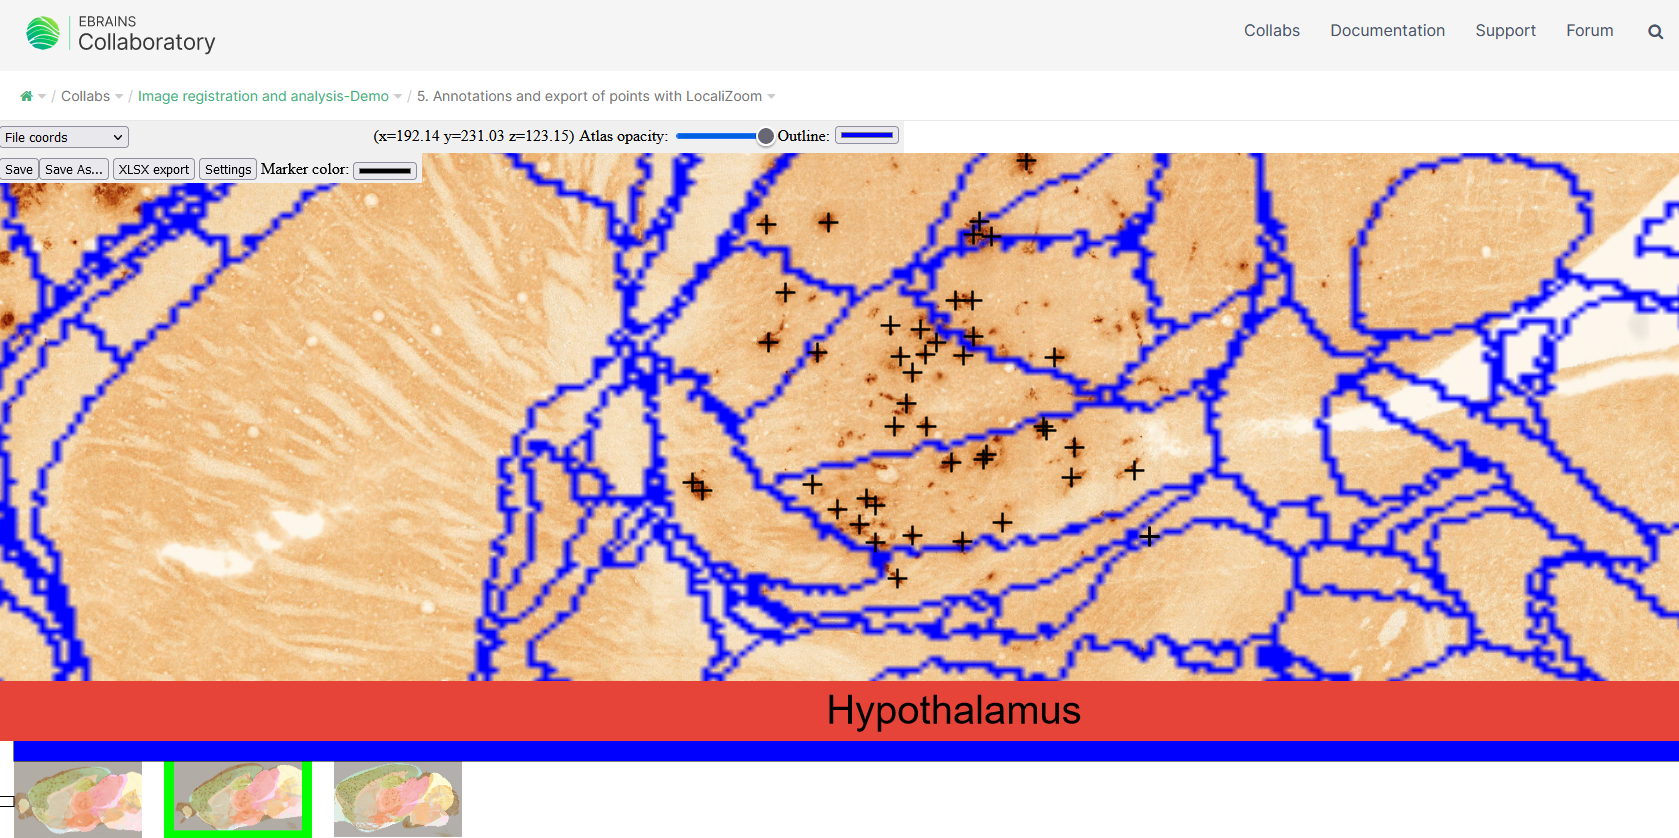 EBRAINS
Collaboratory
Collabs Documentation Support Forum
/ Collabs / Image registration and analysis-Demo / 5. Annotations and export of points with LocaliZoom
File coords (x=192.14 y=231.03 z=123.15) Atlas opacity: Outline:
Save Save As... XLSX export Settings Marker color:
Hypothalamus